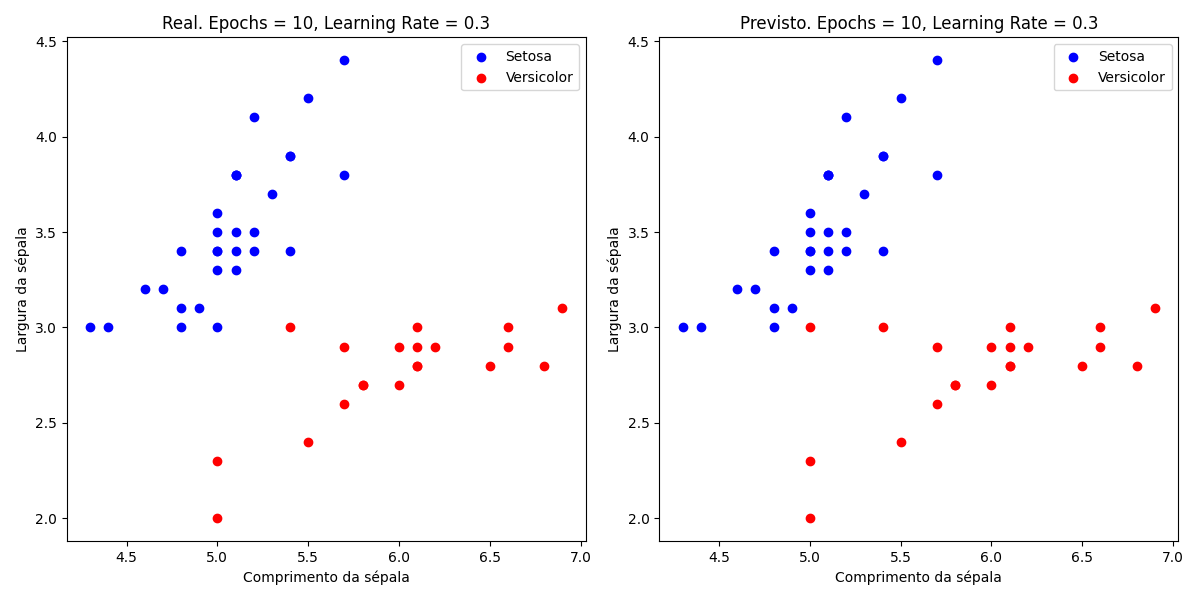 Real. Epochs = 10, Learning Rate = 0.3
Setosa
Versicolor
4.5
4.0
3.5
3.0
2.5
2.0
Largura da sépala
4.5
5.0
5.5
6.0
6.5
7.0
Comprimento da sépala
Previsto. Epochs = 10, Learning Rate = 0.3
Setosa
Versicolor
4.5
4.0
3.5
3.0
2.5
2.0
Largura da sépala
4.5
5.0
5.5
6.0
6.5
7.0
Comprimento da sépala